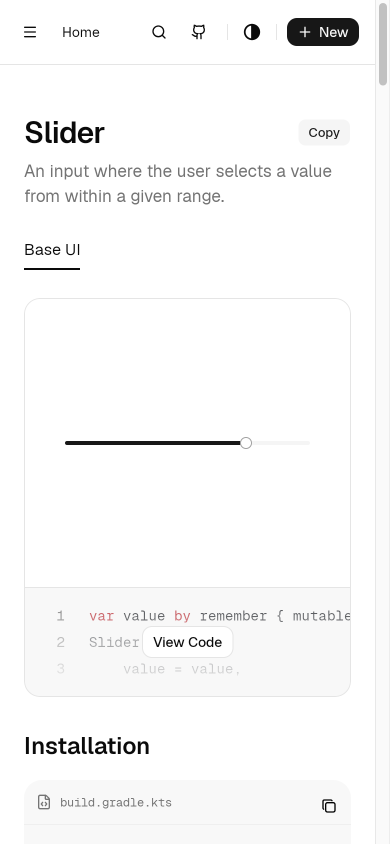 Home
New
Slider
Copy
An input where the user selects a value
from within a given range.
Base UI
1 var value by remember { mutable
2 Slider
View Code
3 value = value,
Installation
build.gradle.kts